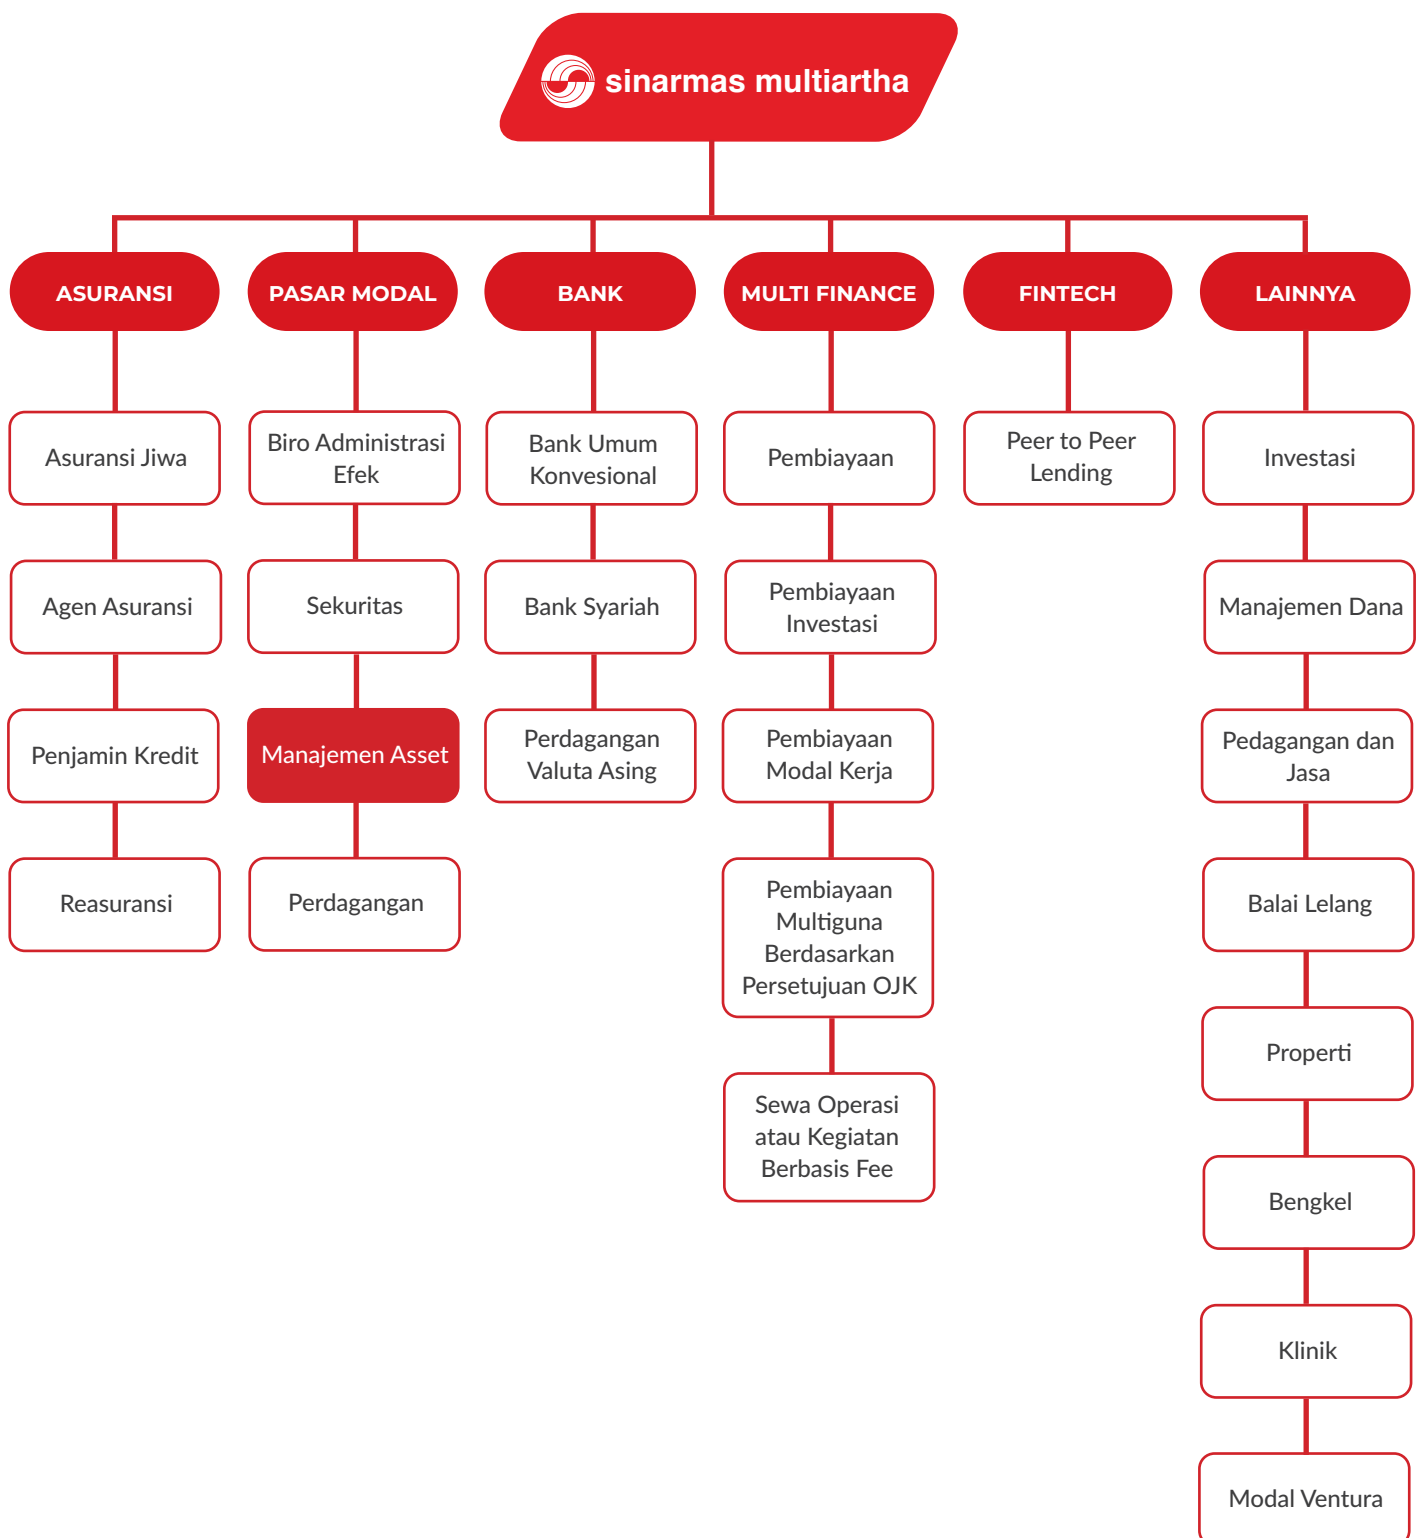 sinarmas multiartha
ASURANSI
PASAR MODAL
BANK
MULTI FINANCE
FINTECH
LAINNYA
Asuransi Jiwa
Agen Asuransi
Penjamin Kredit
Reasuransi
Biro Administrasi
Efek
Sekuritas
Manajemen Asset
Perdagangan
Bank Umum
Konvesional
Bank Syariah
Perdagangan
Valuta Asing
Pembiayaan
Pembiayaan
Investasi
Pembiayaan
Modal Kerja
Pembiayaan
Multiguna
Berdasarkan
Persetujuan OJK
Sewa Operasi
atau Kegiatan
Berbasis Fee
Peer to Peer
Lending
Investasi
Manajemen Dana
Pedagangan dan
Jasa
Balai Lelang
Properti
Bengkel
Klinik
Modal Ventura